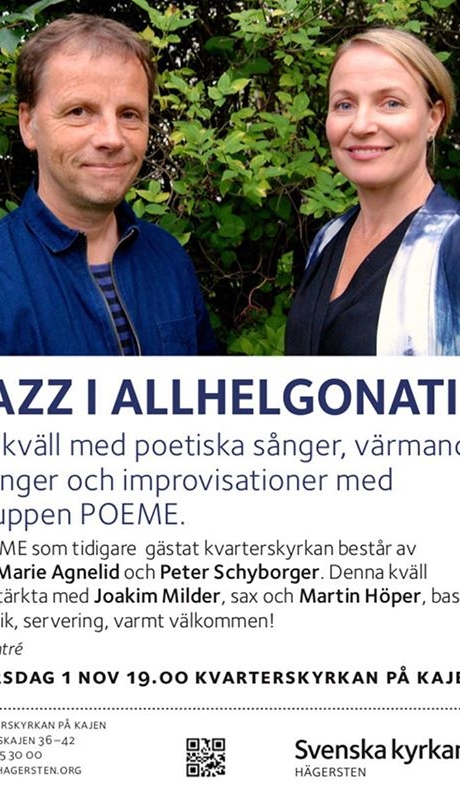 AZZ I ALLHELGONATI
kväll med poetiska sånger, värmand
nger och improvisationer med
uppen POEME.
ME som tidigare gästat kvarterskyrkan består av
Marie Agnelid och Peter Schyborger. Denna kväll
tärkta med Joakim Milder, sax och Martin Höper, bas
ik, servering, varmt välkommen!
ntré
RSDAG 1 NOV 19.00 KVARTERSKYRKAN PÅ KAJE
TERSKYRKAN PÅ KAJEN
SKAJEN 36–42
5 30 00
HAGERSTEN.ORG
Svenska kyrkan
HÄGERSTEN